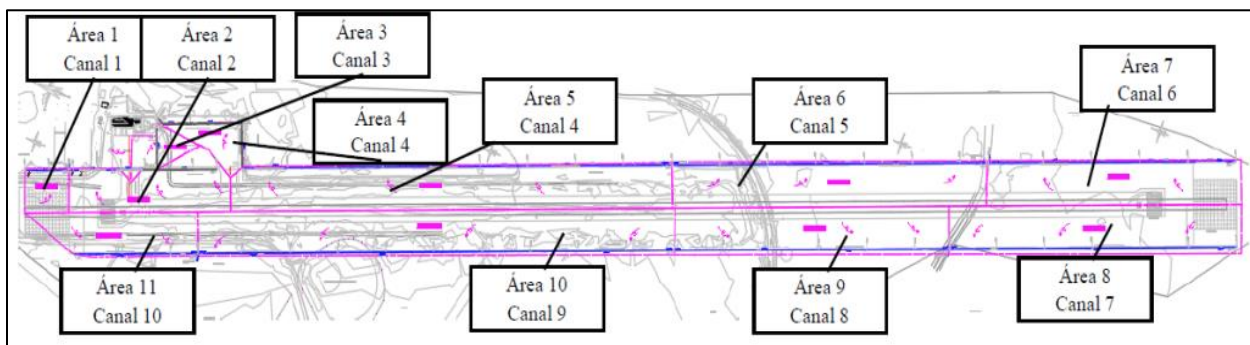 Área 1
Canal 1
Área 2
Canal 2
Área 3
Canal 3
Área 4
Canal 4
Área 5
Canal 4
Área 6
Canal 5
Área 7
Canal 6
Área 11
Canal 10
Área 10
Canal 9
Área 9
Canal 8
Área 8
Canal 7